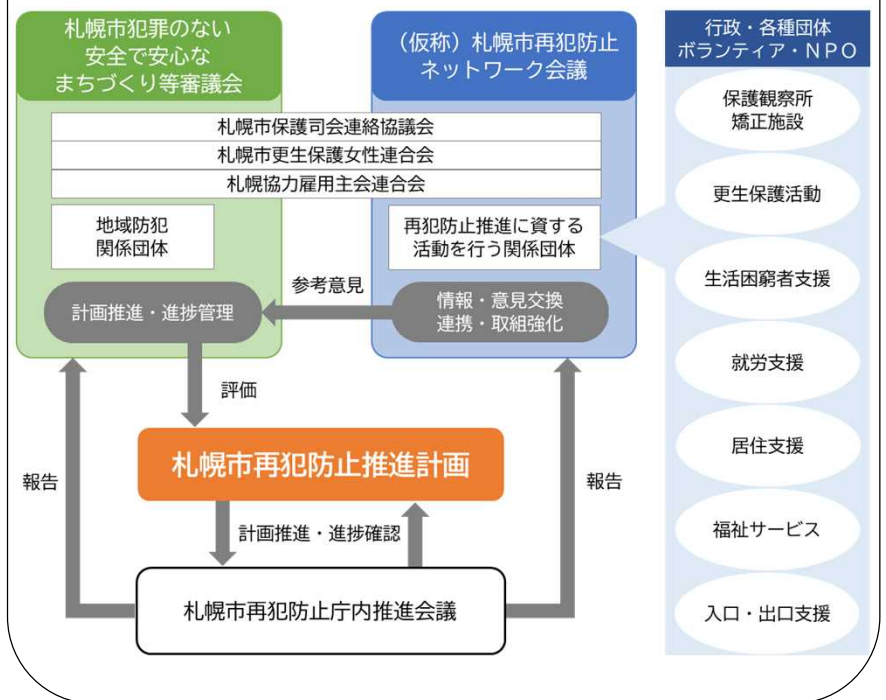 札幌市犯罪のない
安全で安心な
まちづくり等審議会
（仮称）札幌市再犯防止
ネットワーク会議
行政・各種団体
ボランティア・ＮＰＯ
札幌市保護司会連絡協議会
札幌市更生保護女性連合会
札幌協力雇用主会連合会
地域防犯
関係団体
再犯防止推進に資する
活動を行う関係団体
計画推進・進捗管理
参考意見
情報・意見交換
連携・取組強化
保護観察所
矯正施設
更生保護活動
生活困窮者支援
就労支援
居住支援
福祉サービス
入口・出口支援
評価
札幌市再犯防止推進計画
報告
計画推進・進捗確認
報告
札幌市再犯防止庁内推進会議